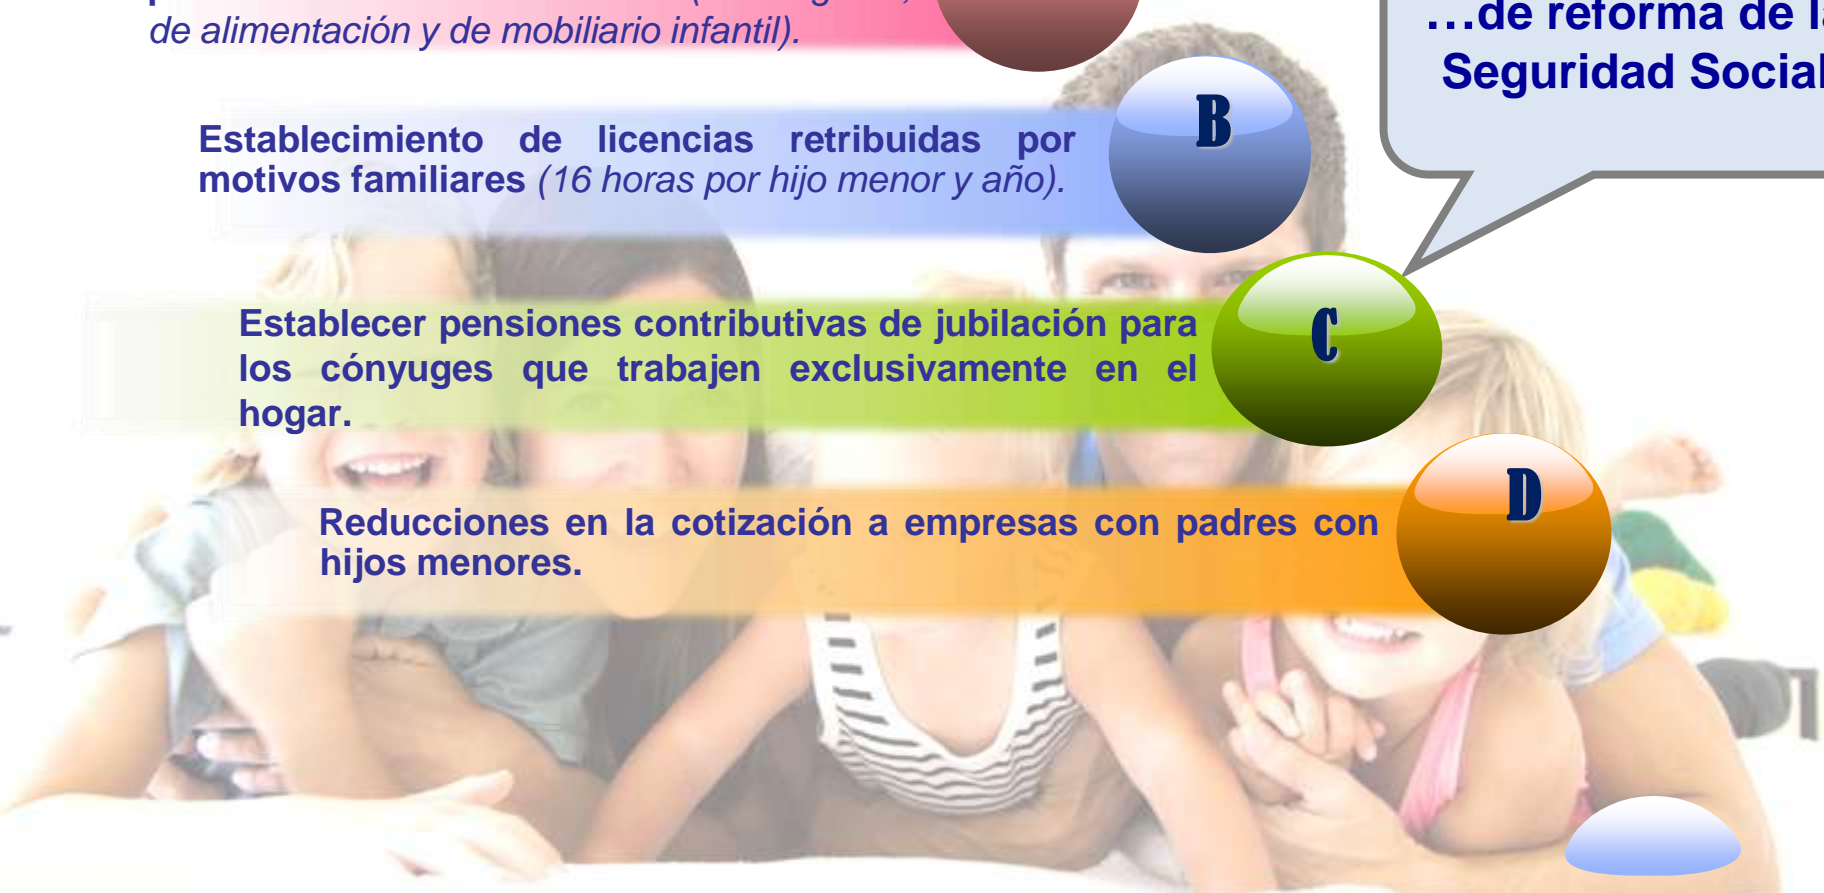 de alimentación y de mobiliario infantil).
…de reforma de la
Seguridad Social
B
Establecimiento de licencias retribuidas por
motivos familiares (16 horas por hijo menor y año).
C
Establecer pensiones contributivas de jubilación para
los cónyuges que trabajen exclusivamente en el
hogar.
D
Reducciones en la cotización a empresas con padres con
hijos menores.